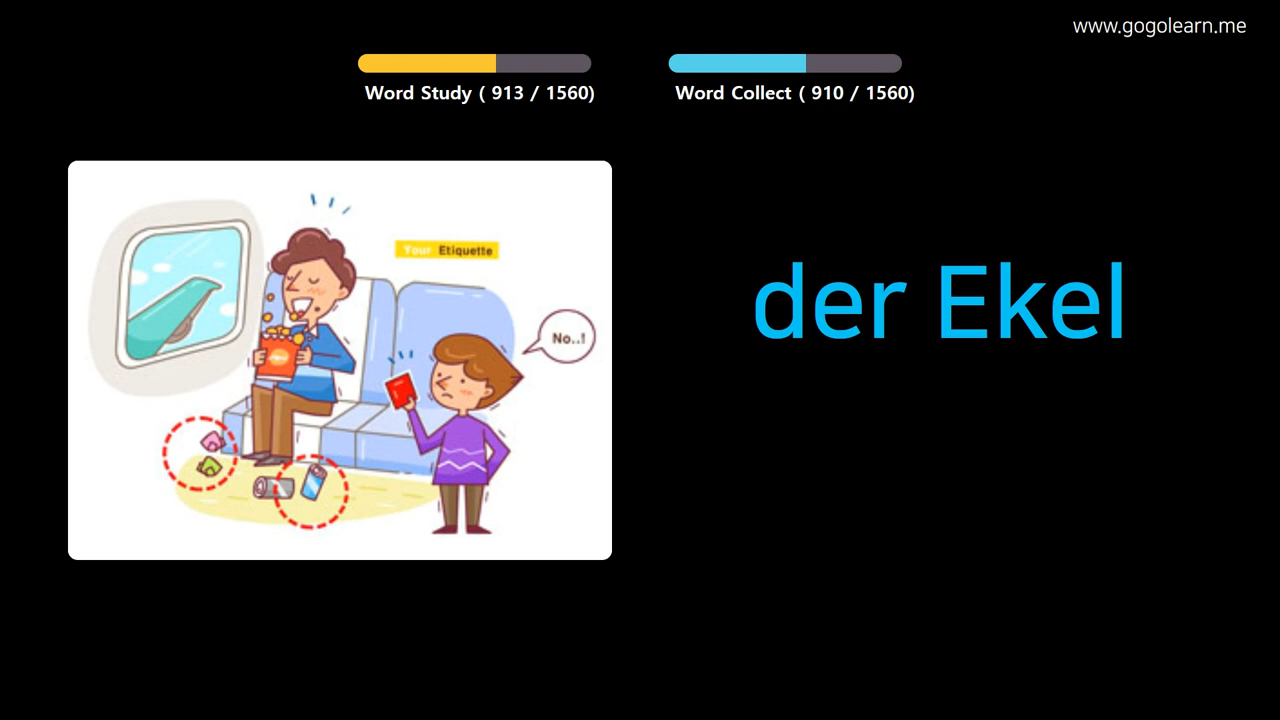 www.gogolearn.me
Word Study ( 913 / 1560)
Word Collect ( 910 / 1560)
Your Etiquette
No..!
der Ekel